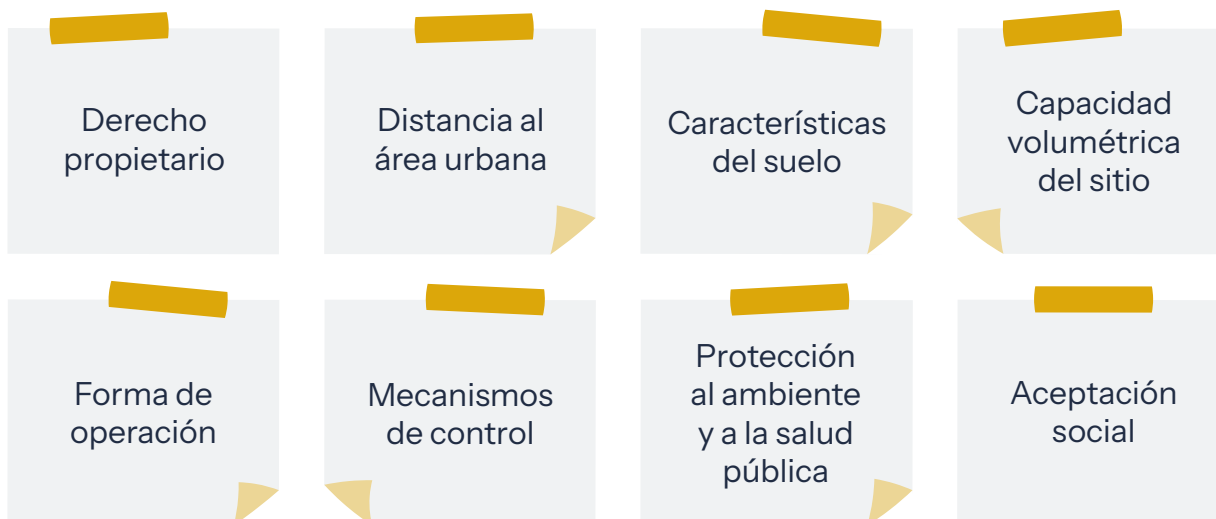 Derecho
propietario
Distancia al
área urbana
Características
del suelo
Capacidad
volumétrica
del sitio
Forma de
operación
Mecanismos
de control
Protección
al ambiente
y a la salud
pública
Aceptación
social